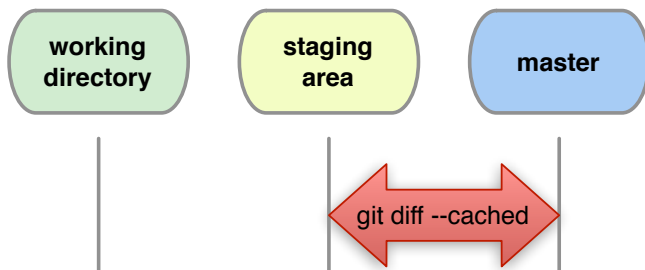 working
directory
staging
area
master
git diff --cached